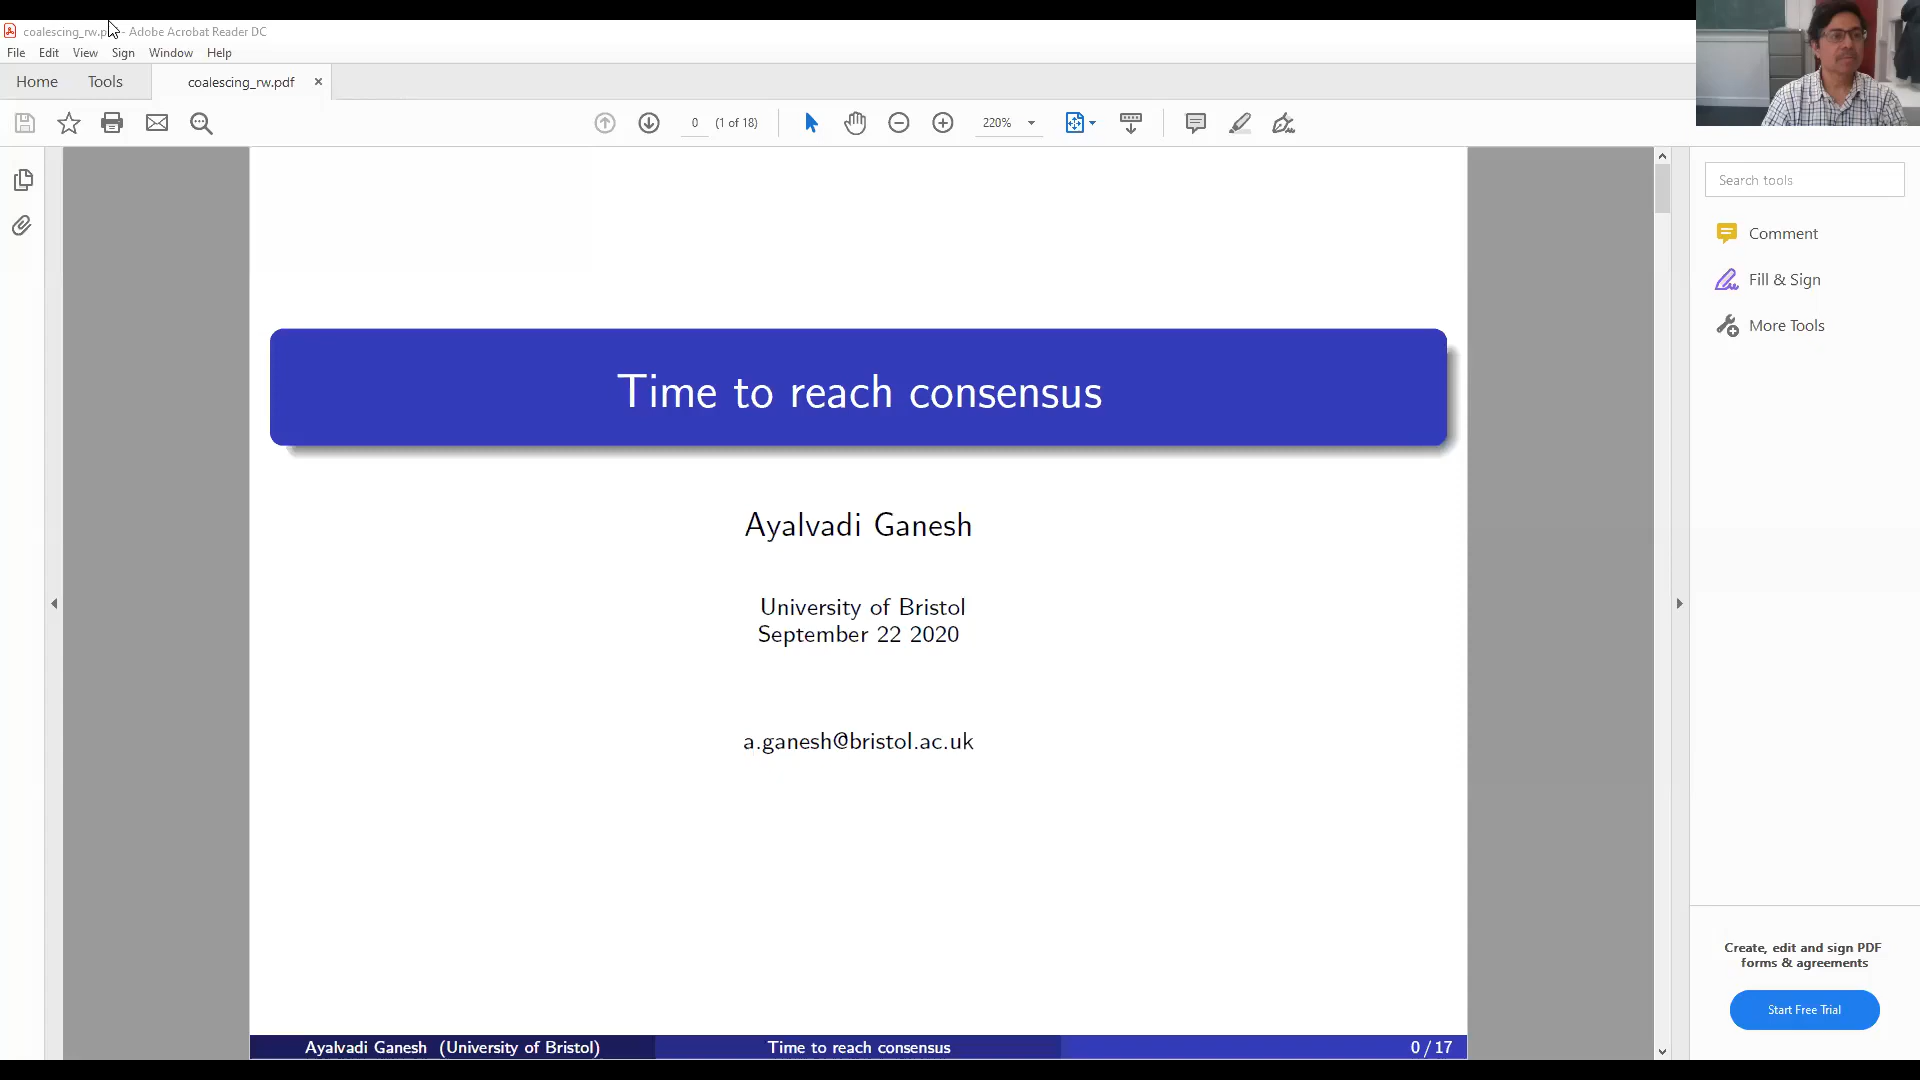 coalescing_rw.p - Adobe Acrobat Reader DC
File Edit View Sign Window Help
Home Tools coalescing_rw.pdf
0 (1 of 18) 220%
Search tools
Comment
Fill & Sign
More Tools
Time to reach consensus
Ayalvadi Ganesh
University of Bristol
September 22 2020
a.ganesh@bristol.ac.uk
Create, edit and sign PDF
forms & agreements
Start Free Trial
Ayalvadi Ganesh (University of Bristol) Time to reach consensus 0 / 17